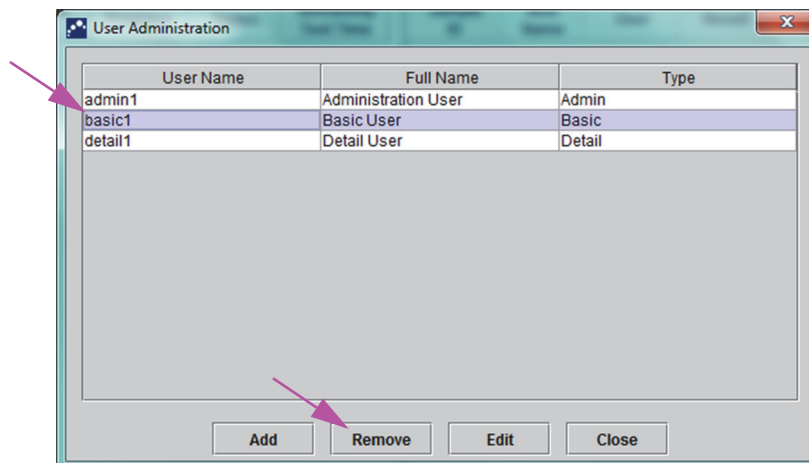 User Administration
User Name Full Name Type
admin1 Administration User Admin
basic1 Basic User Basic
detail1 Detail User Detail
Add Remove Edit Close